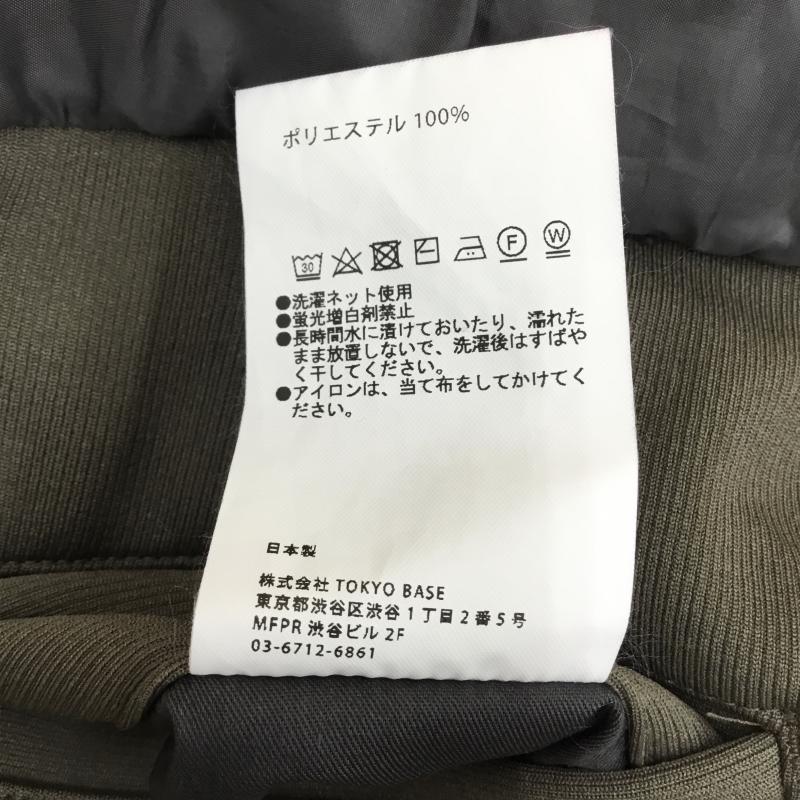 ポリエステル 100%
30 F W
●洗濯ネット使用
●蛍光増白剤禁止
●長時間水に漬けておいたり、濡れた
まま放置しないで、洗濯後はすばや
く干してください。
●アイロンは、当て布をしてかけてく
ださい。
日本製
株式会社 TOKYO BASE
東京都渋谷区渋谷1丁目2番5号
MFPR 渋谷ビル 2F
03-6712-6861